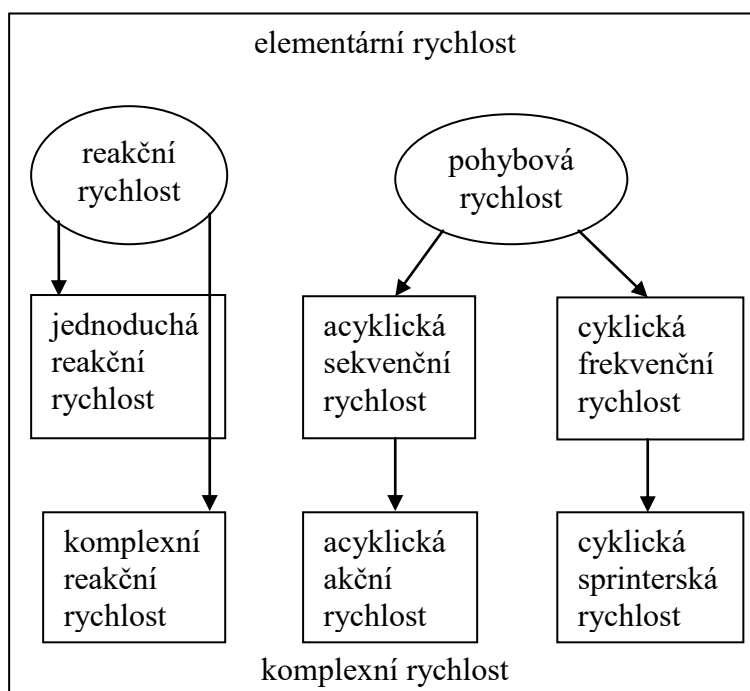 elementární rychlost
reakční
rychlost
pohybová
rychlost
jednoduchá
reakční
rychlost
acyklická
sekvenční
rychlost
cyklická
frekvenční
rychlost
komplexní
reakční
rychlost
acyklická
akční
rychlost
cyklická
sprinterská
rychlost
komplexní rychlost